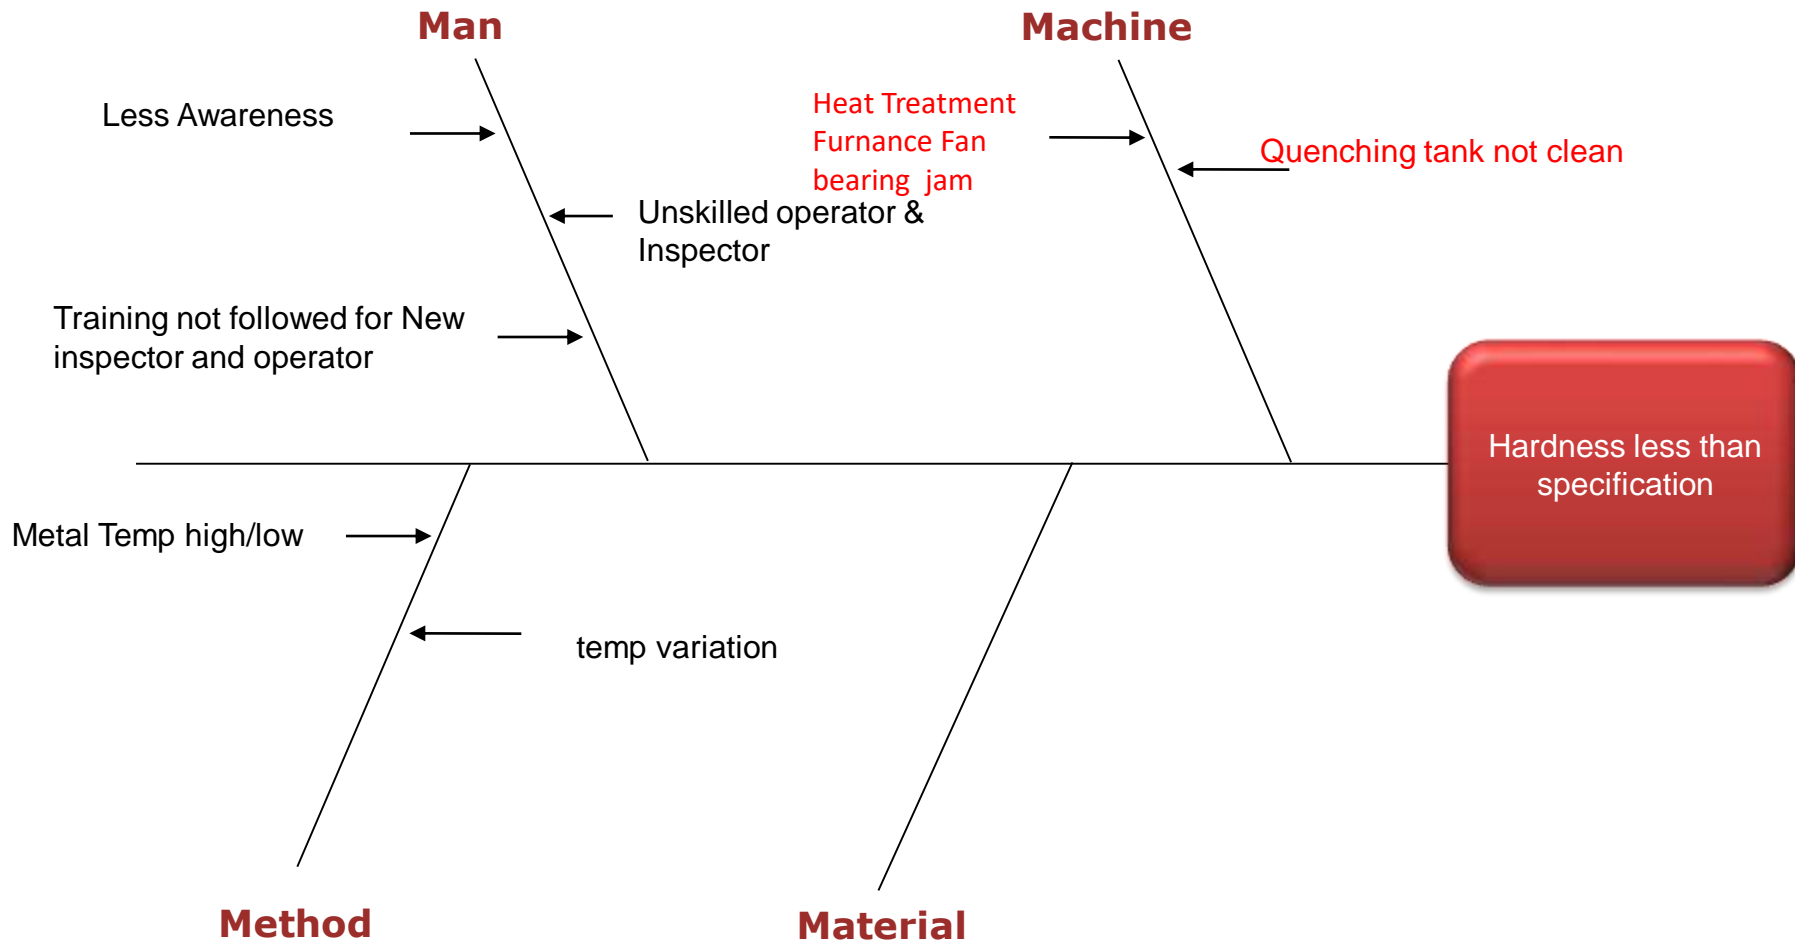 Man
Machine
Less Awareness
Heat Treatment
Furnance Fan
bearing jam
Quenching tank not clean
Unskilled operator &
Inspector
Training not followed for New
inspector and operator
Hardness less than
specification
Metal Temp high/low
temp variation
Method
Material